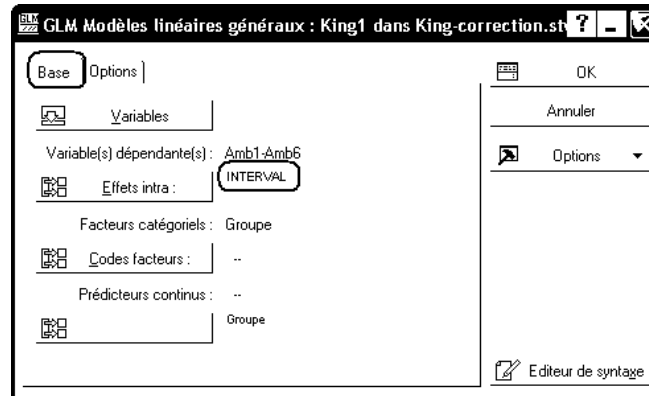 GLM Modèles linéaires généraux : King1 dans King-correction.st
Base Options
OK
Variables
Annuler
Variable(s) dépendante(s) : Amb1-Amb6
Options
Effets intra : INTERVAL
Facteurs catégoriels : Groupe
Codes facteurs : --
Prédicteurs continus : --
Groupe
Editeur de syntaxe